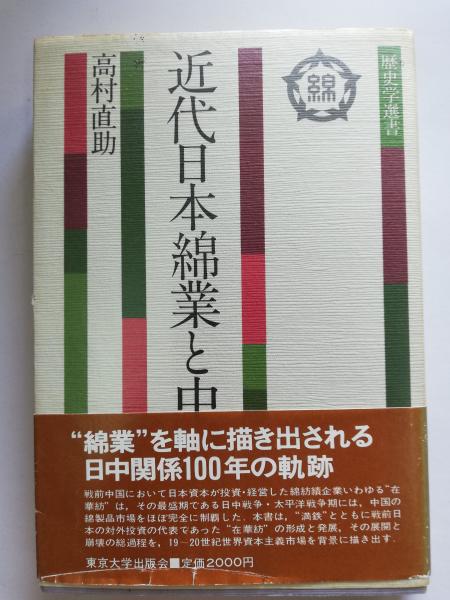 歴史学選書
綿
近代日本綿業と中
高村直助
“綿業”を軸に描き出される
日中関係100年の軌跡
戦前中国において日本資本が投資・経営した綿紡績企業いわゆる“在
華紡”は，その最盛期である日中戦争・太平洋戦争期には，中国の
綿製品市場をほぼ完全に制覇した．本書は，“満鉄”とともに戦前日
本の対外投資の代表であった“在華紡”の形成と発展，その展開と
崩壊の総過程を，19―20世紀世界資本主義市場を背景に描き出す．
東京大学出版会■定価2000円